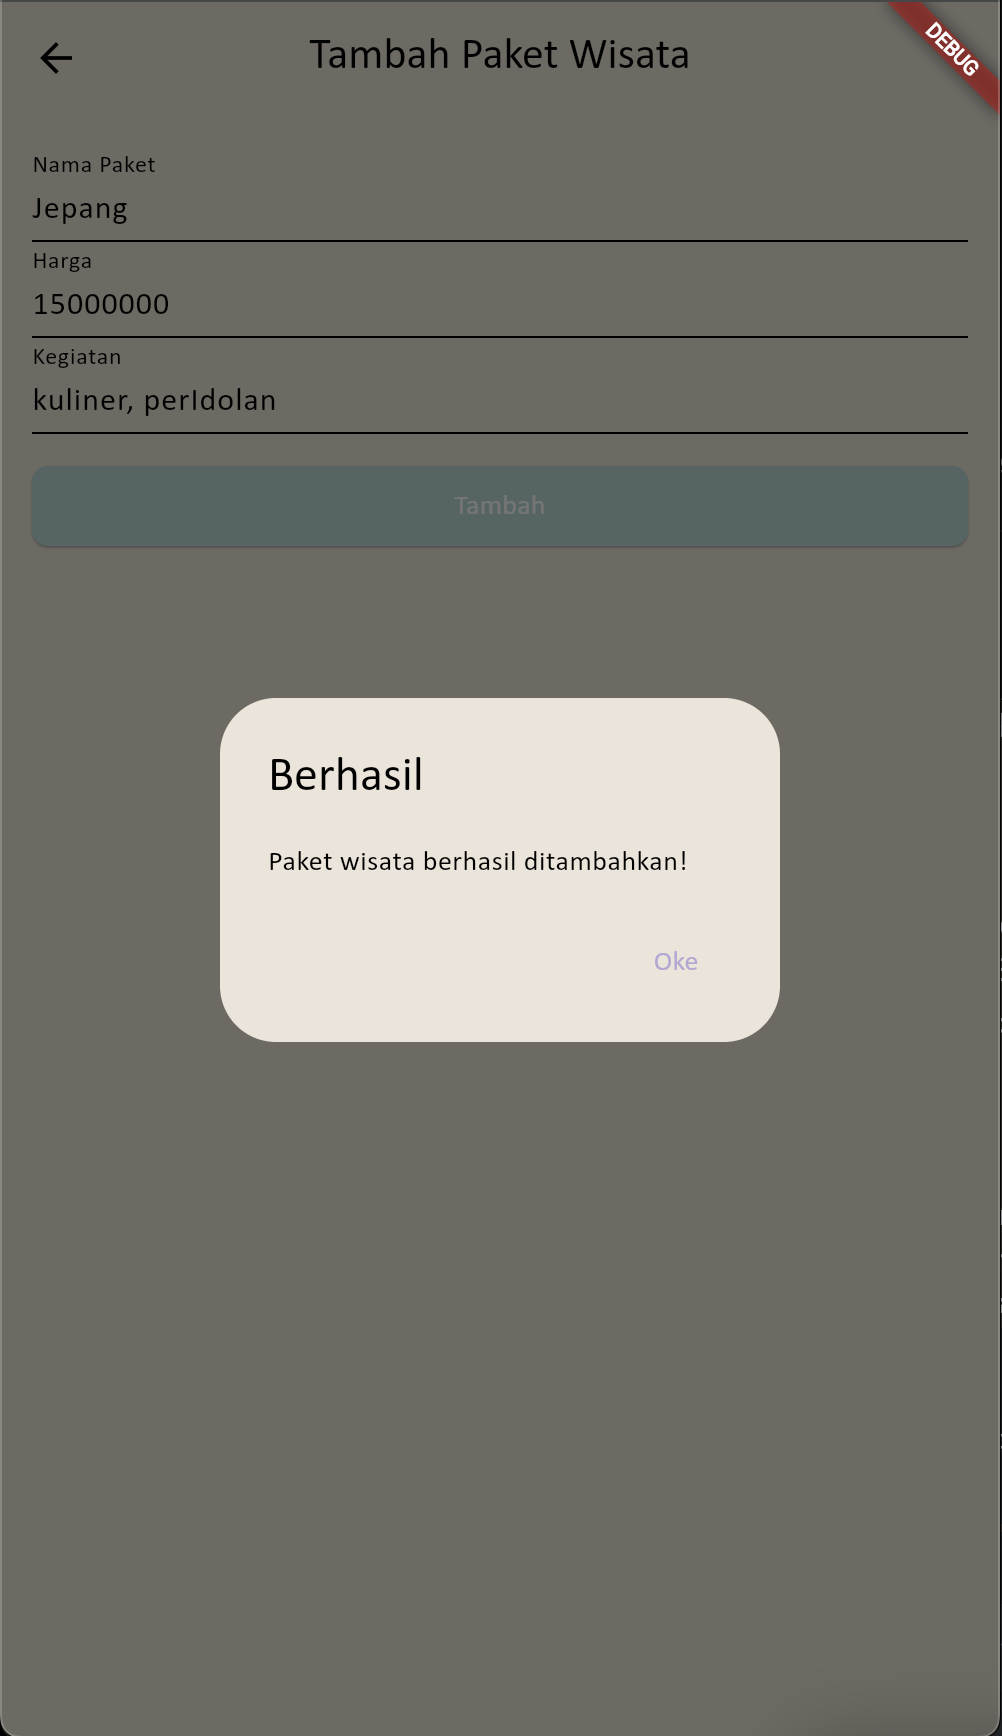 Tambah Paket Wisata
DEBUG
Nama Paket
Jepang
Harga
15000000
Kegiatan
kuliner, perIdolan
Tambah
Berhasil
Paket wisata berhasil ditambahkan!
Oke